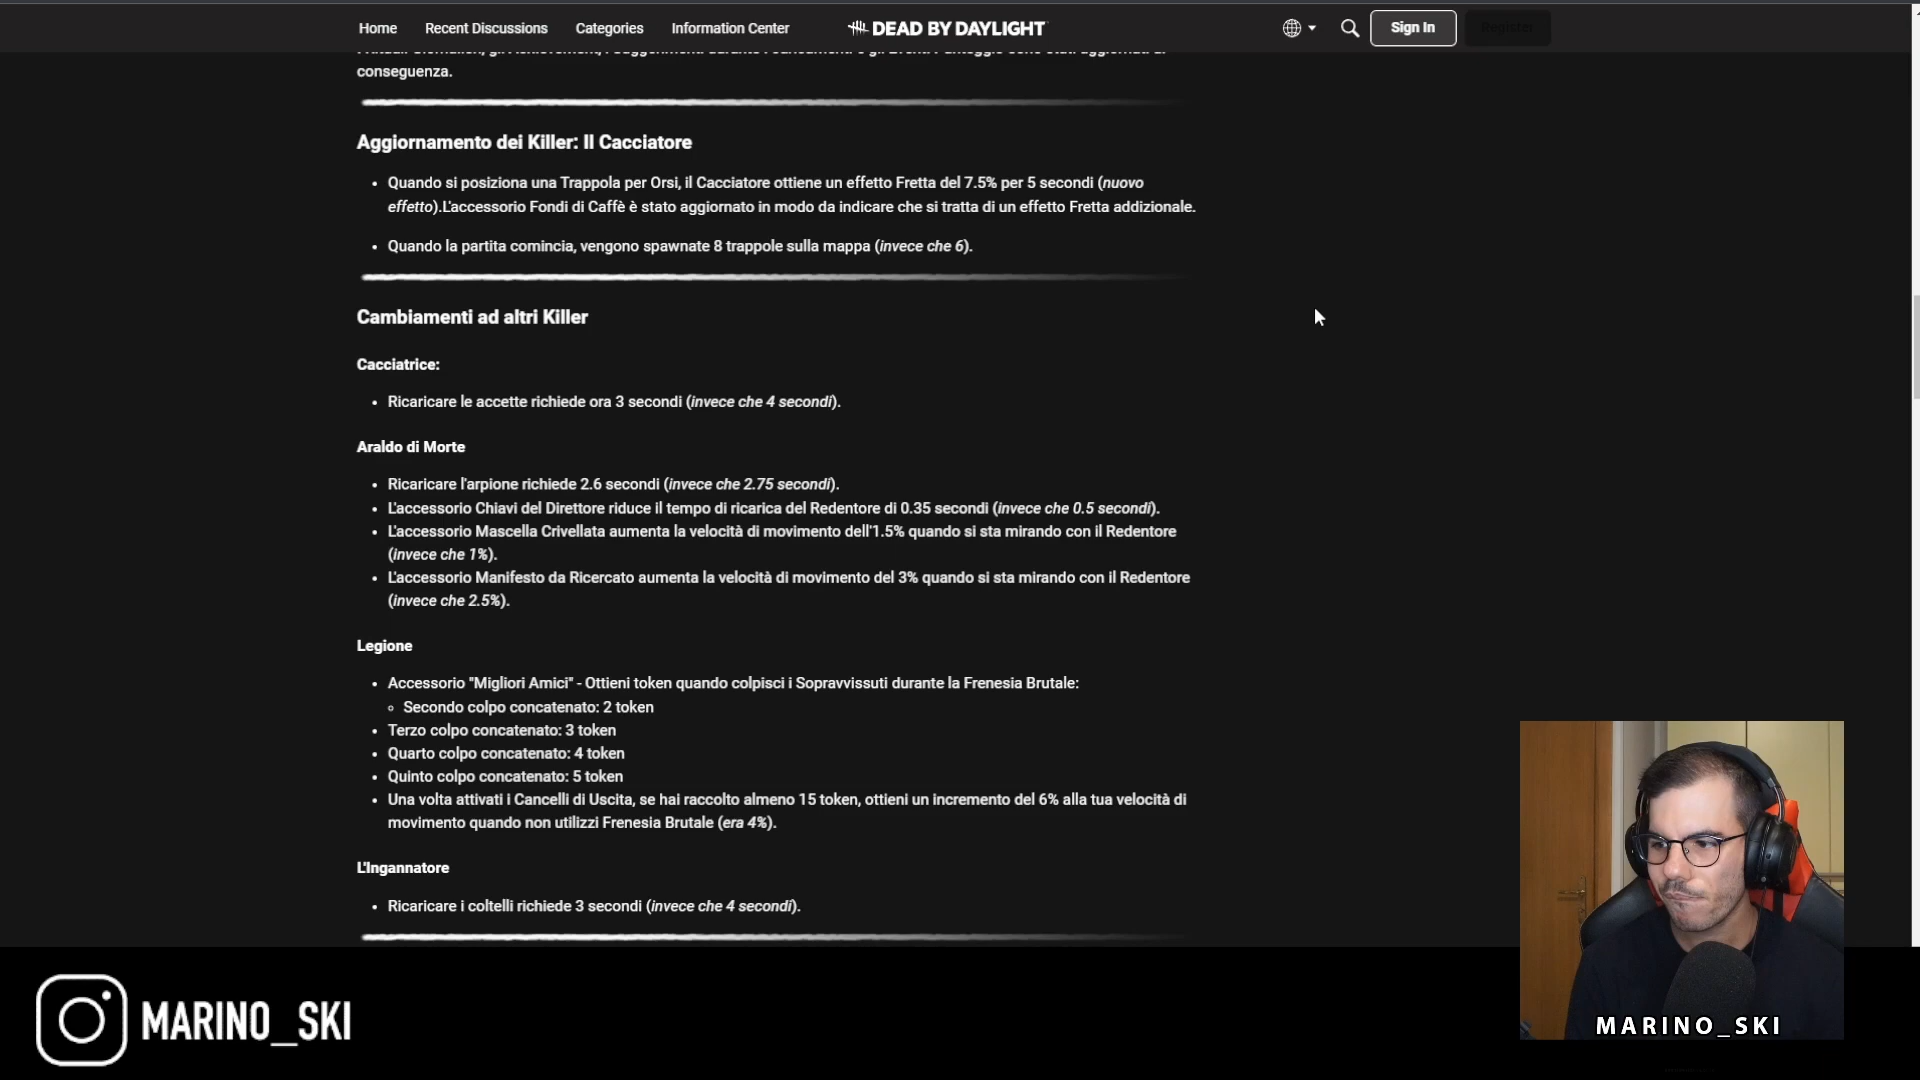 Home Recent Discussions Categories Information Center DEAD BY DAYLIGHT Sign In Register
conseguenza.
Aggiornamento dei Killer: Il Cacciatore
• Quando si posiziona una Trappola per Orsi, il Cacciatore ottiene un effetto Fretta del 7.5% per 5 secondi (nuovo
effetto).L'accessorio Fondi di Caffè è stato aggiornato in modo da indicare che si tratta di un effetto Fretta addizionale.
• Quando la partita comincia, vengono spawnate 8 trappole sulla mappa (invece che 6).
Cambiamenti ad altri Killer
Cacciatrice:
• Ricaricare le accette richiede ora 3 secondi (invece che 4 secondi).
Araldo di Morte
• Ricaricare l'arpione richiede 2.6 secondi (invece che 2.75 secondi).
• L'accessorio Chiavi del Direttore riduce il tempo di ricarica del Redentore di 0.35 secondi (invece che 0.5 secondi).
• L'accessorio Mascella Crivellata aumenta la velocità di movimento dell'1.5% quando si sta mirando con il Redentore
(invece che 1%).
• L'accessorio Manifesto da Ricercato aumenta la velocità di movimento del 3% quando si sta mirando con il Redentore
(invece che 2.5%).
Legione
• Accessorio "Migliori Amici" - Ottieni token quando colpisci i Sopravvissuti durante la Frenesia Brutale:
◦ Secondo colpo concatenato: 2 token
• Terzo colpo concatenato: 3 token
• Quarto colpo concatenato: 4 token
• Quinto colpo concatenato: 5 token
• Una volta attivati i Cancelli di Uscita, se hai raccolto almeno 15 token, ottieni un incremento del 6% alla tua velocità di
movimento quando non utilizzi Frenesia Brutale (era 4%).
L'Ingannatore
• Ricaricare i coltelli richiede 3 secondi (invece che 4 secondi).
MARINO_SKI
MARINO_SKI